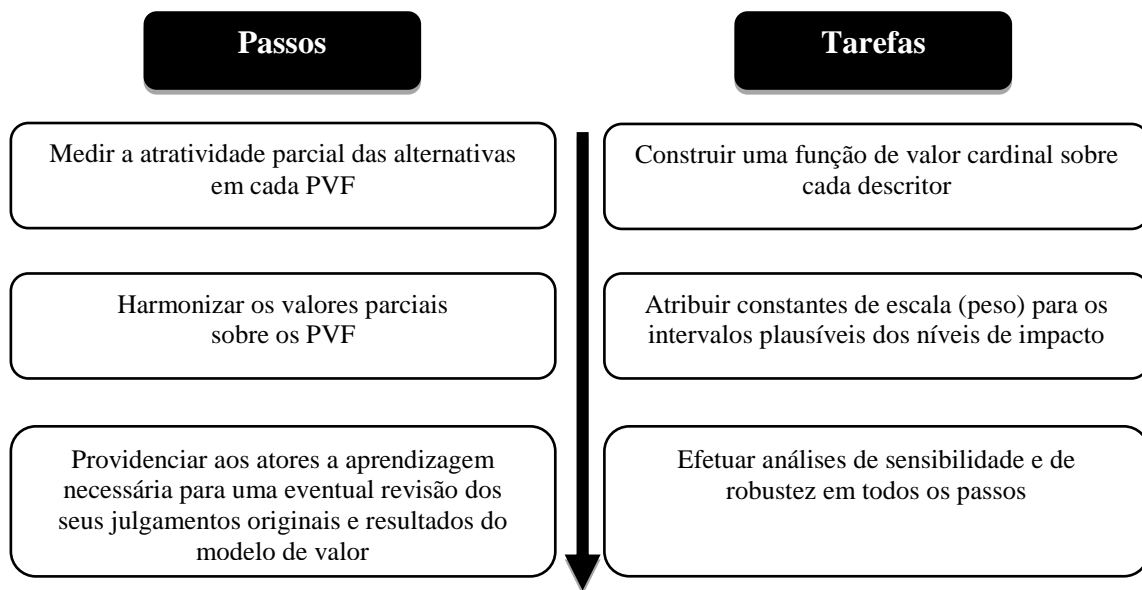 Passos
Tarefas
Medir a atratividade parcial das alternativas
em cada PVF
Construir uma função de valor cardinal sobre
cada descritor
Harmonizar os valores parciais
sobre os PVF
Atribuir constantes de escala (peso) para os
intervalos plausíveis dos níveis de impacto
Providenciar aos atores a aprendizagem
necessária para uma eventual revisão dos
seus julgamentos originais e resultados do
modelo de valor
Efetuar análises de sensibilidade e de
robustez em todos os passos